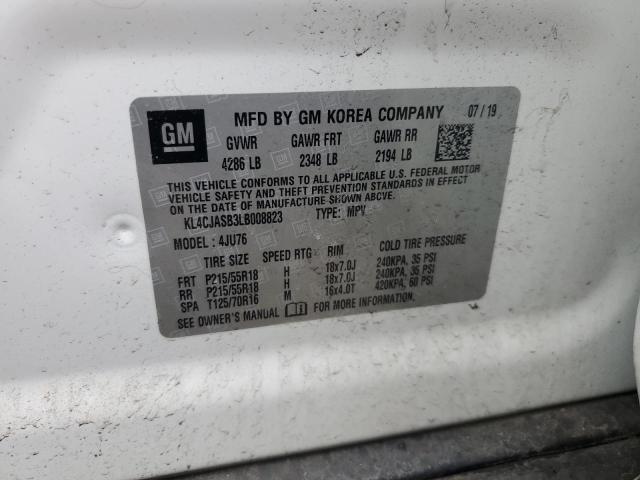 GM
MFD BY GM KOREA COMPANY 07/19
GVWR GAWR FRT GAWR RR
4286 LB 2348 LB 2194 LB
THIS VEHICLE CONFORMS TO ALL APPLICABLE U.S. FEDERAL MOTOR
VEHICLE SAFETY AND THEFT PREVENTION STANDARDS IN EFFECT
ON THE DATE OF MANUFACTURE SHOWN ABOVE.
KL4CJASB3LB008823 TYPE: MPV
MODEL : 4JU76
TIRE SIZE SPEED RTG RIM COLD TIRE PRESSURE
FRT P215/55R18 H 18x7.0J 240KPA, 35 PSI
RR P215/55R18 H 18x7.0J 240KPA, 35 PSI
SPA T125/70R16 M 16x4.0T 420KPA, 60 PSI
SEE OWNER'S MANUAL FOR MORE INFORMATION.